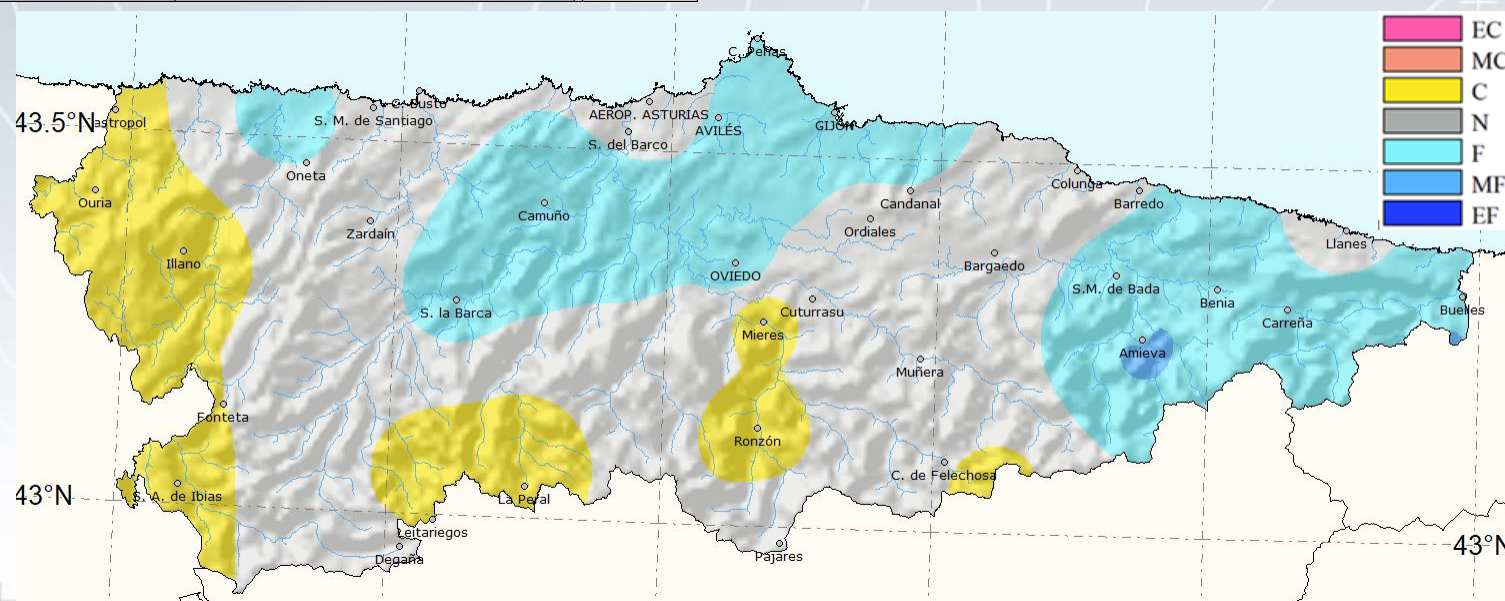 C. Peñas
EC
MC
C
N
F
MF
EF
C. Busto
S. M. de Santiago
AEROP. ASTURIAS
43.5°N
astropol
AVILÉS
GIJÓN
S. del Barco
Oneta
Colunga
Ouria
Candanal
Barredo
Camuño
Zardaín
Ordiales
Llanes
Illano
Bargaedo
OVIEDO
S.M. de Bada
Benia
S. la Barca
Cuturrasu
Carreña
Buelles
Mieres
Amieva
Muñera
Fonteta
Ronzón
C. de Felechosa
43°N
S. A. de Ibias
La Peral
Leitariegos
43°N
Degaña
Pajares